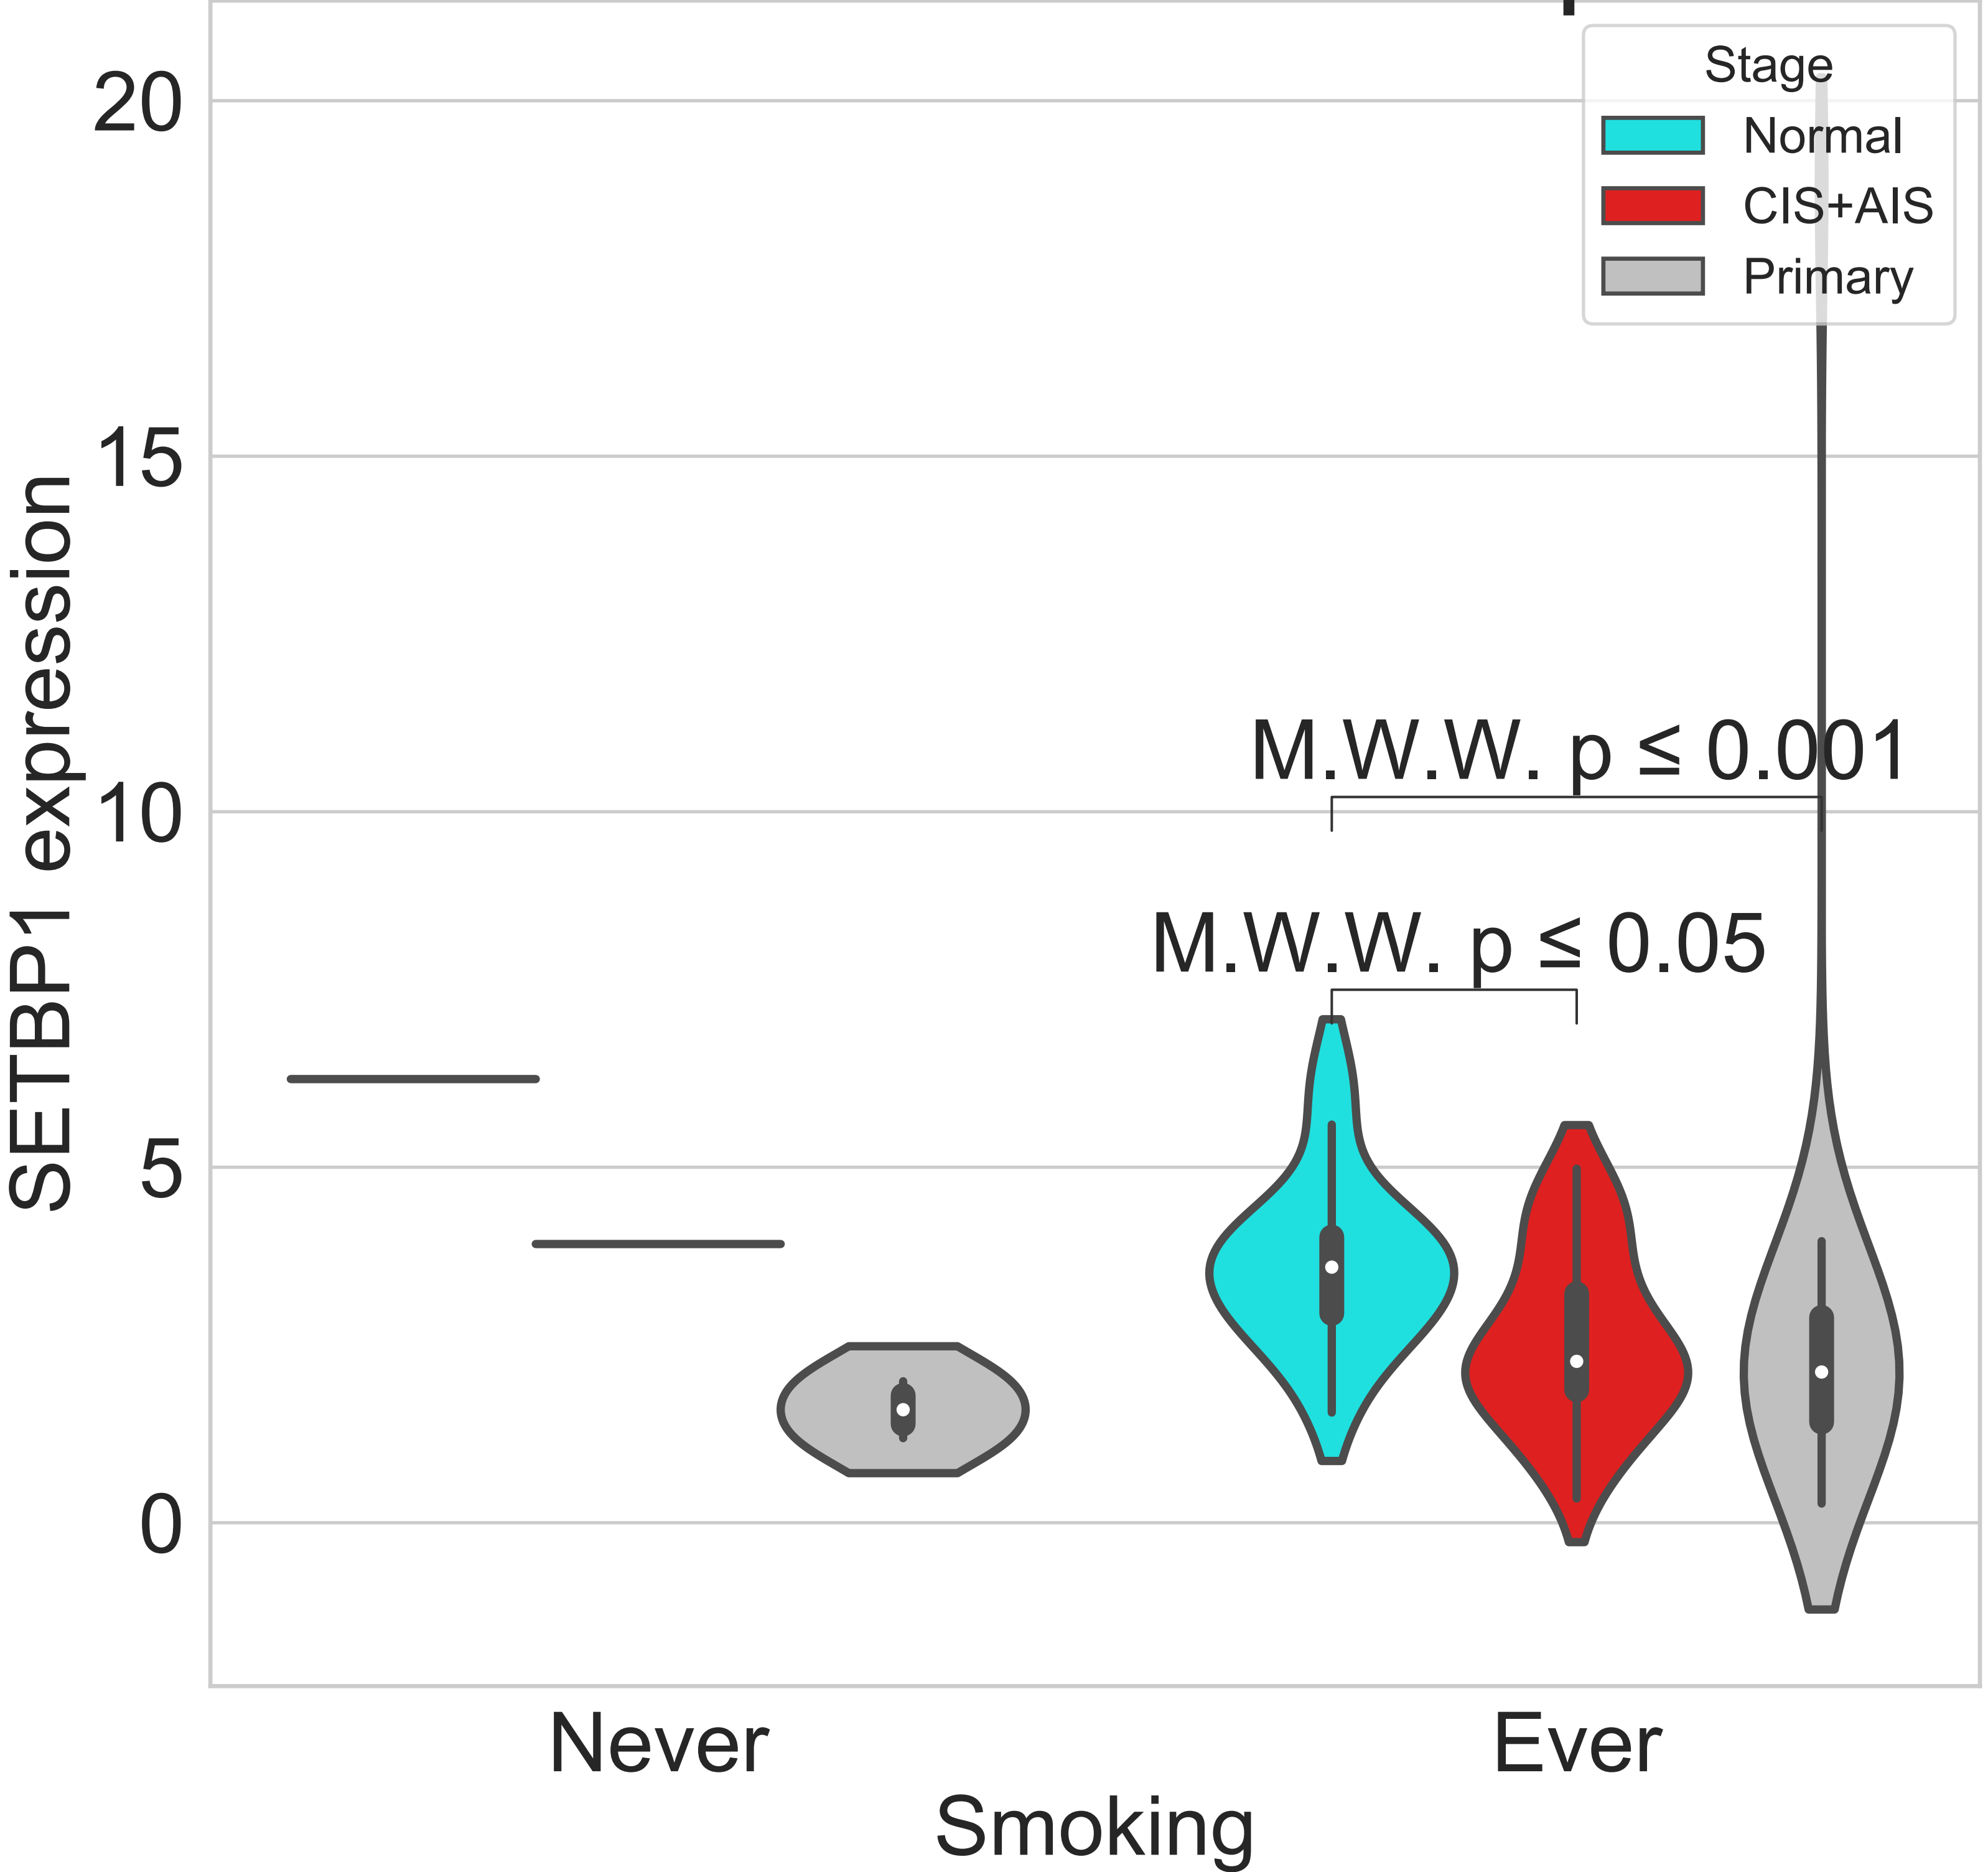 Stage
Normal
CIS+AIS
Primary
20
15
10
5
0
SETBP1 expression
M.W.W. p ≤ 0.001
M.W.W. p ≤ 0.05
Never
Ever
Smoking